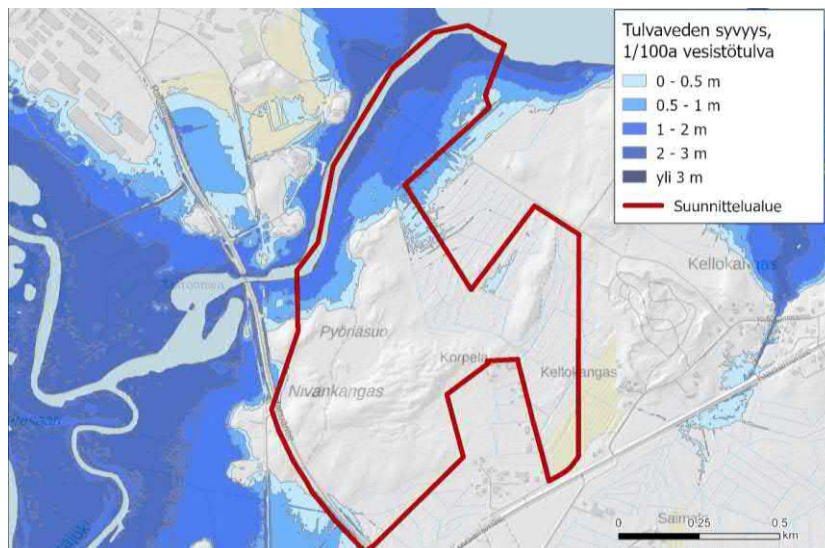 Tulvaveden syvyys,
1/100a vesistötulva
0 - 0.5 m
0.5 - 1 m
1 - 2 m
2 - 3 m
yli 3 m
Suunnittelualue
Kellokangas
Pyöriäsuo
Korpela
Kellokangas
Nivankangas
Saimala
0 0.25 0.5
km